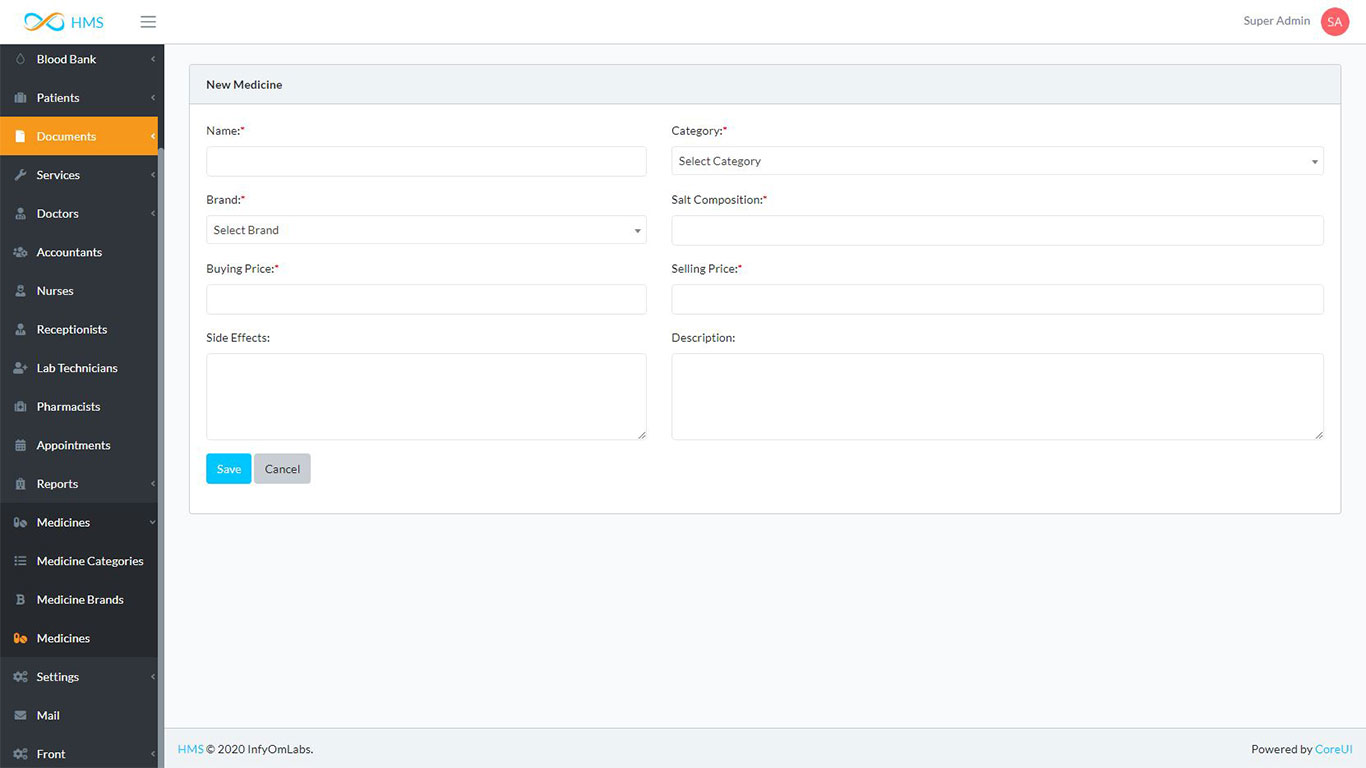 HMS
Super Admin
SA
Blood Bank
Patients
Documents
Services
Doctors
Accountants
Nurses
Receptionists
Lab Technicians
Pharmacists
Appointments
Reports
Medicines
Medicine Categories
Medicine Brands
Medicines
Settings
Mail
Front
New Medicine
Name:*
Category:*
Select Category
Brand:*
Salt Composition:*
Select Brand
Buying Price:*
Selling Price:*
Side Effects:
Description:
Save
Cancel
HMS © 2020 InfyOmLabs.
Powered by CoreUI